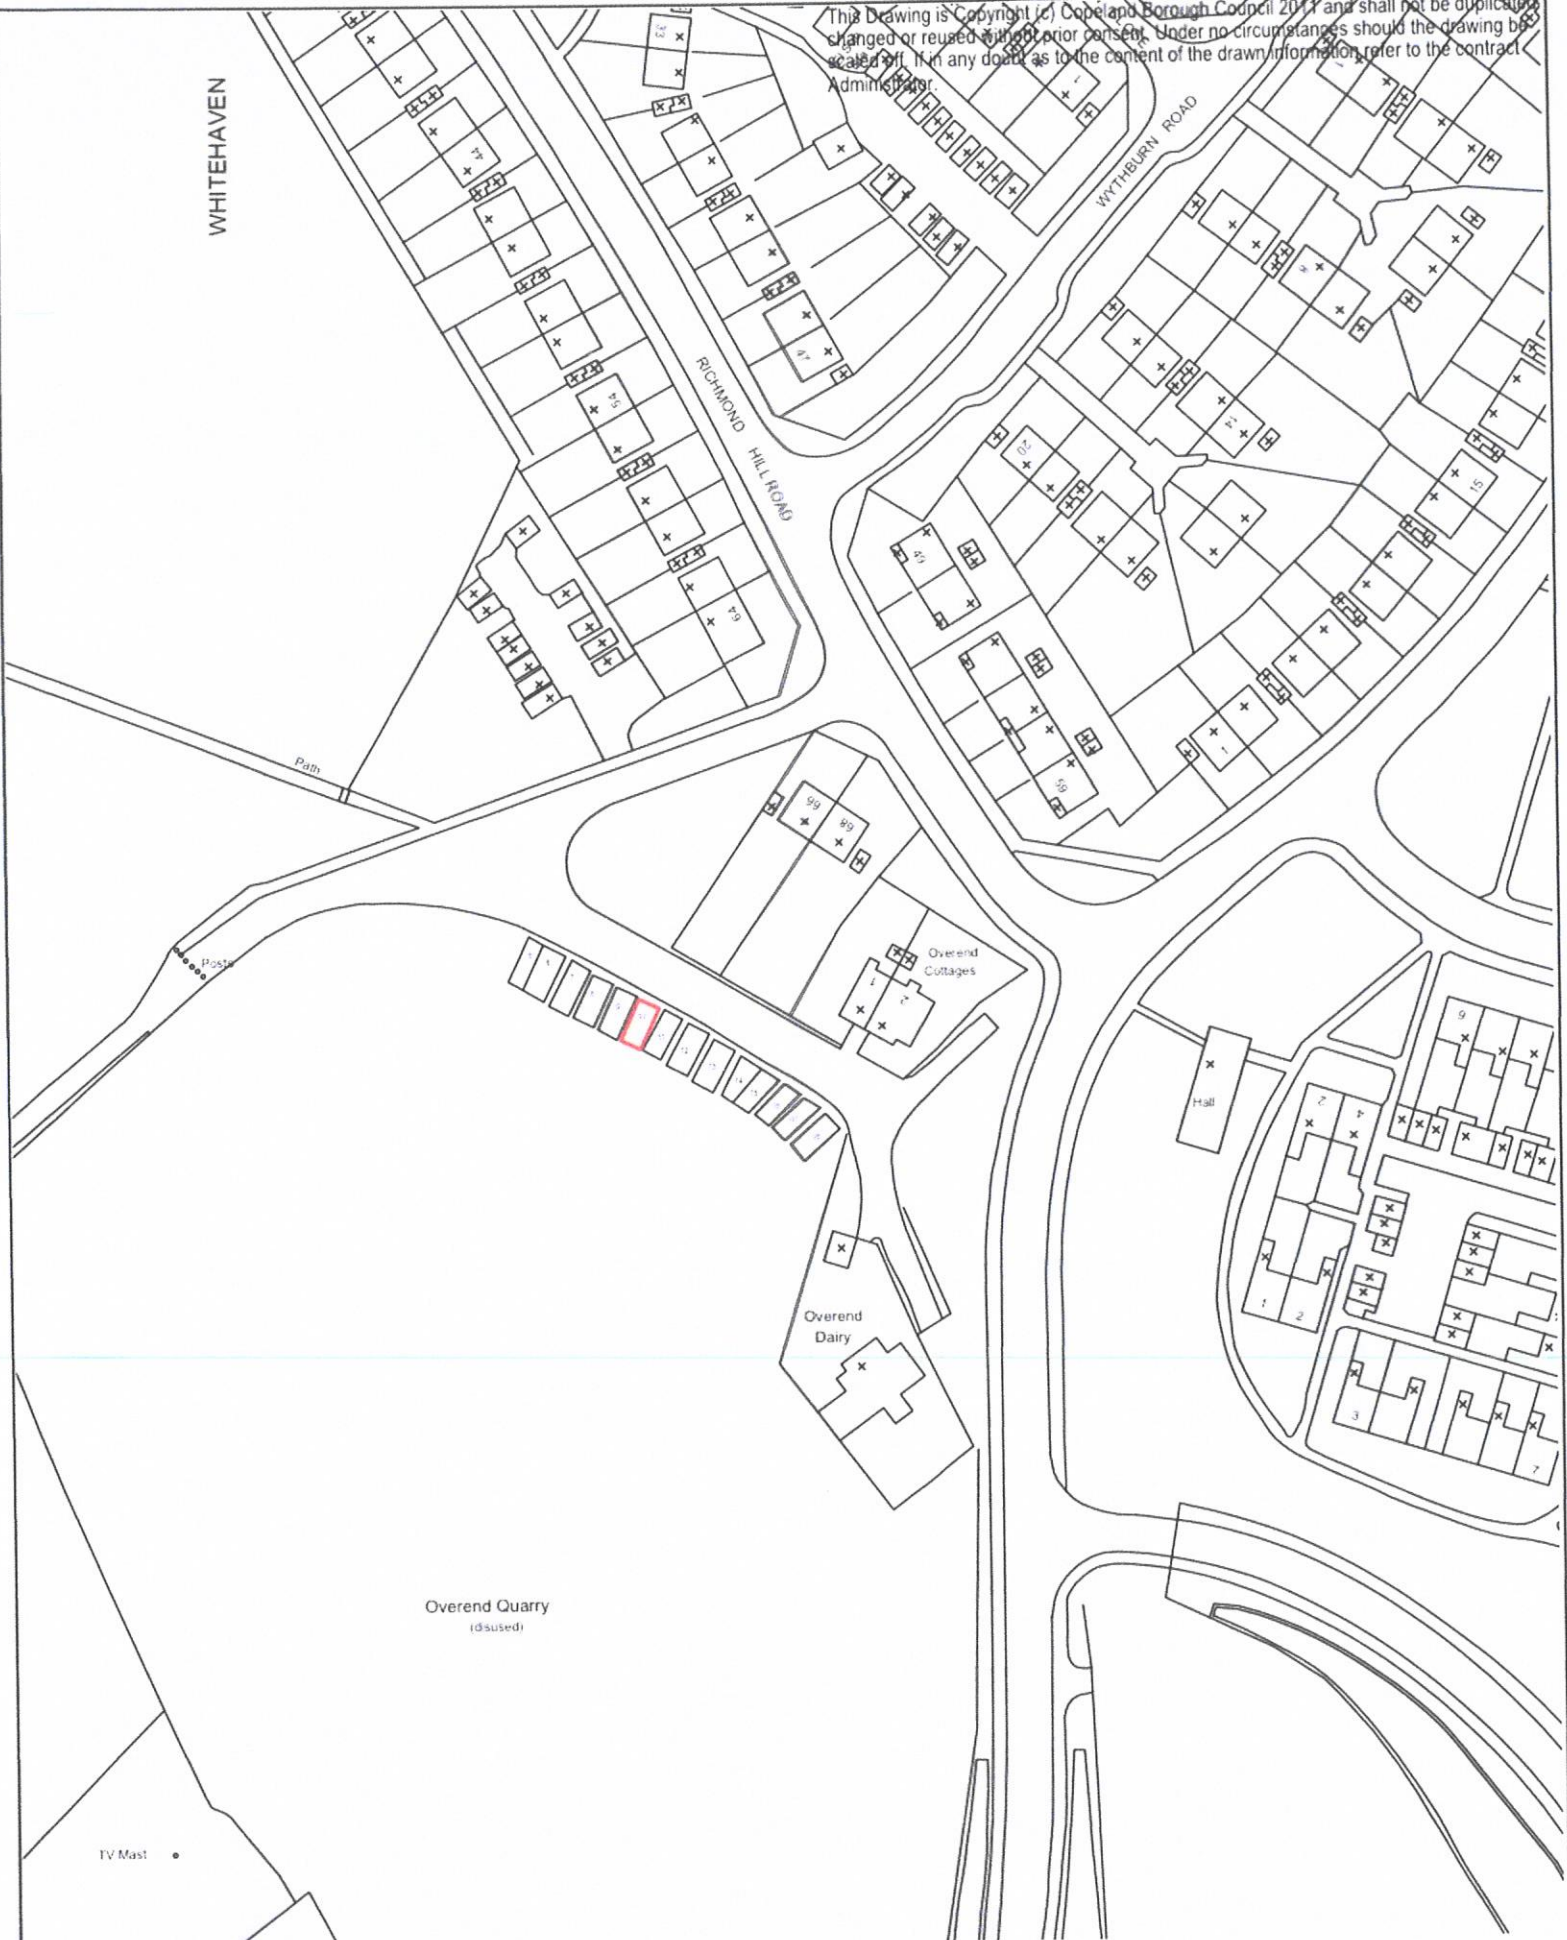 This Drawing is Copyright (c) Copeland Borough Council 2011 and shall not be duplicated,
changed or reused without prior consent. Under no circumstances should the drawing be
scaled off. If in any doubt as to the content of the drawn information, refer to the contract
Administrator.
WHITEHAVEN
WYTHBURN ROAD
RICHMOND HILL ROAD
33
44
47
54
64
1
1
14
20
15
49
59
1
66
68
Path
Posts
Overend
Cottages
1
2
Hall
9
2
4
1
2
3
7
Overend
Dairy
Overend Quarry
(disused)
TV Mast